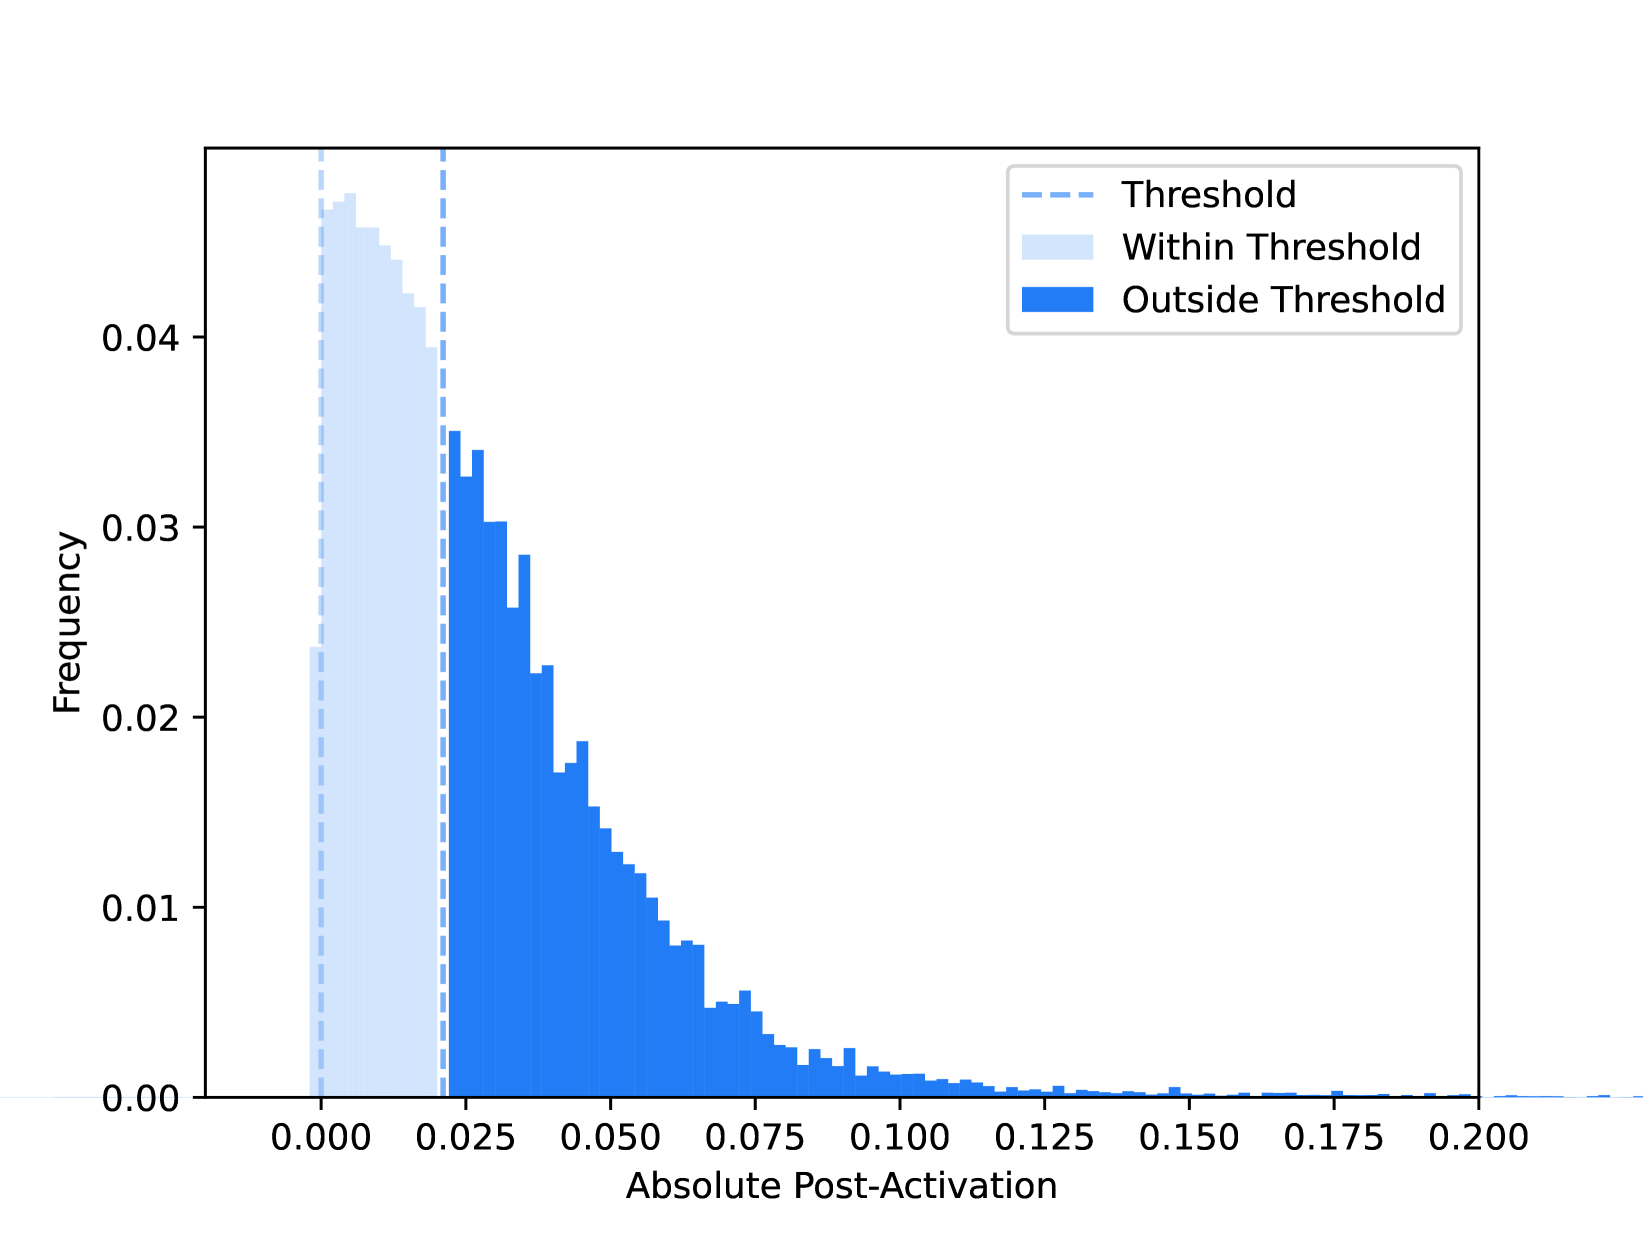 Threshold
Within Threshold
Outside Threshold
0.04
0.03
0.02
0.01
0.00
Frequency
0.000 0.025 0.050 0.075 0.100 0.125 0.150 0.175 0.200
Absolute Post-Activation